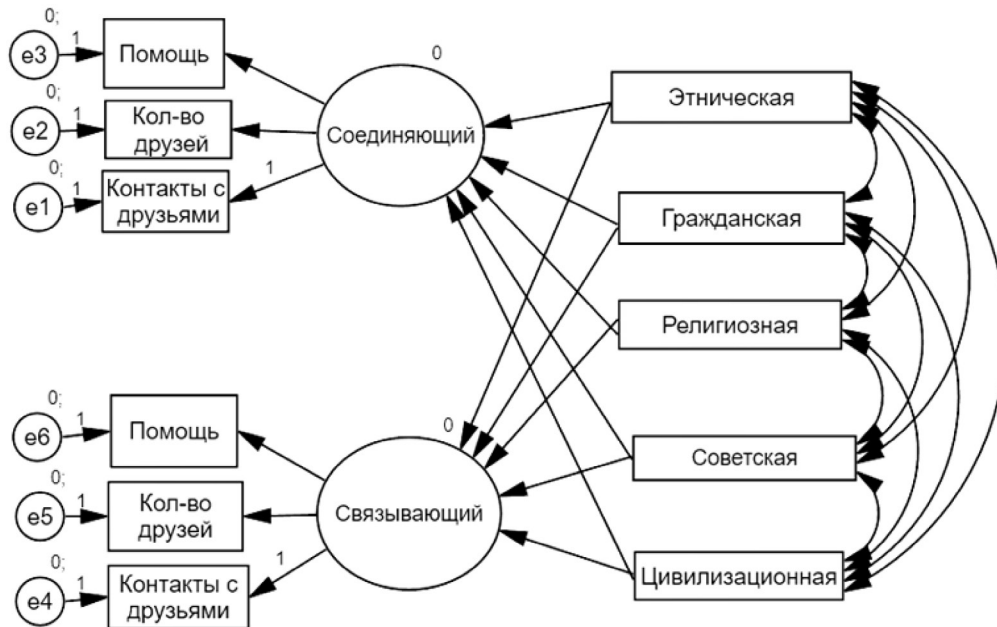 0;
e3
1
Помощь
0;
e2
1
Кол-во
друзей
0;
e1
1
Контакты с
друзьями
0
Соединяющий
1
Этническая
Гражданская
Религиозная
Советская
Цивилизационная
0;
e6
1
Помощь
0;
e5
1
Кол-во
друзей
0;
e4
1
Контакты с
друзьями
0
Связывающий
1